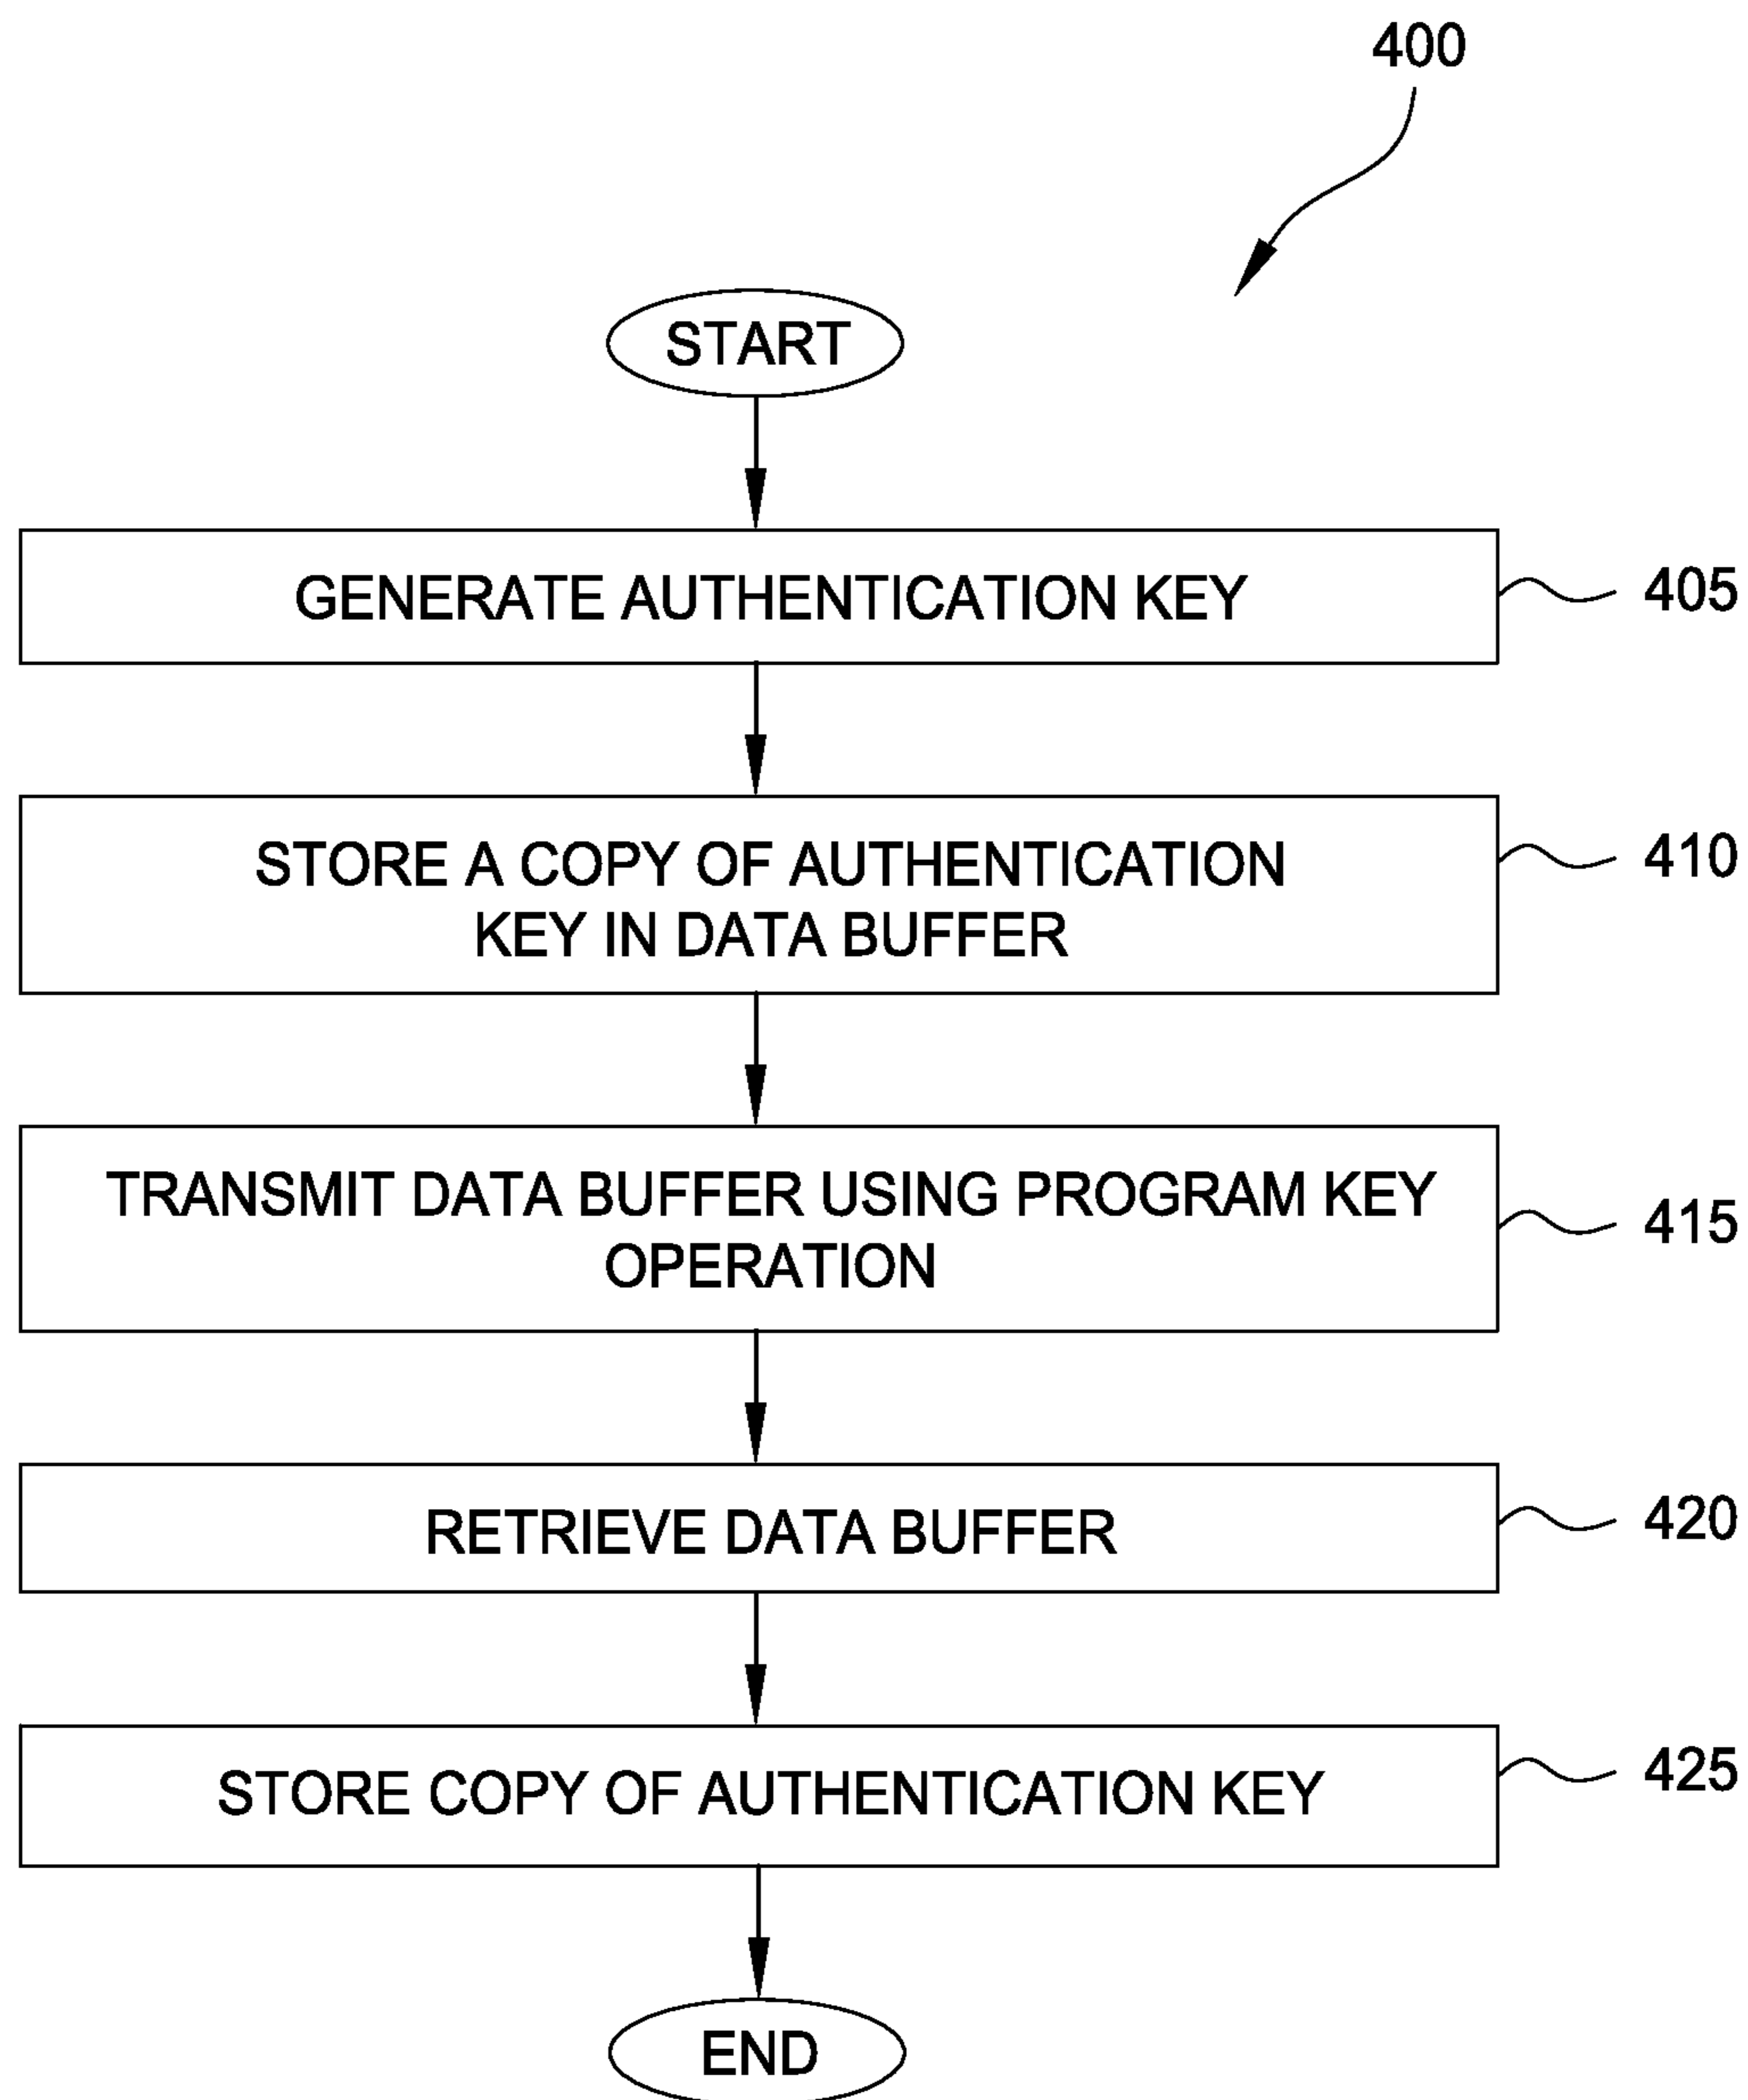 400
START
GENERATE AUTHENTICATION KEY
405
STORE A COPY OF AUTHENTICATION
KEY IN DATA BUFFER
410
TRANSMIT DATA BUFFER USING PROGRAM KEY
OPERATION
415
RETRIEVE DATA BUFFER
420
STORE COPY OF AUTHENTICATION KEY
425
END